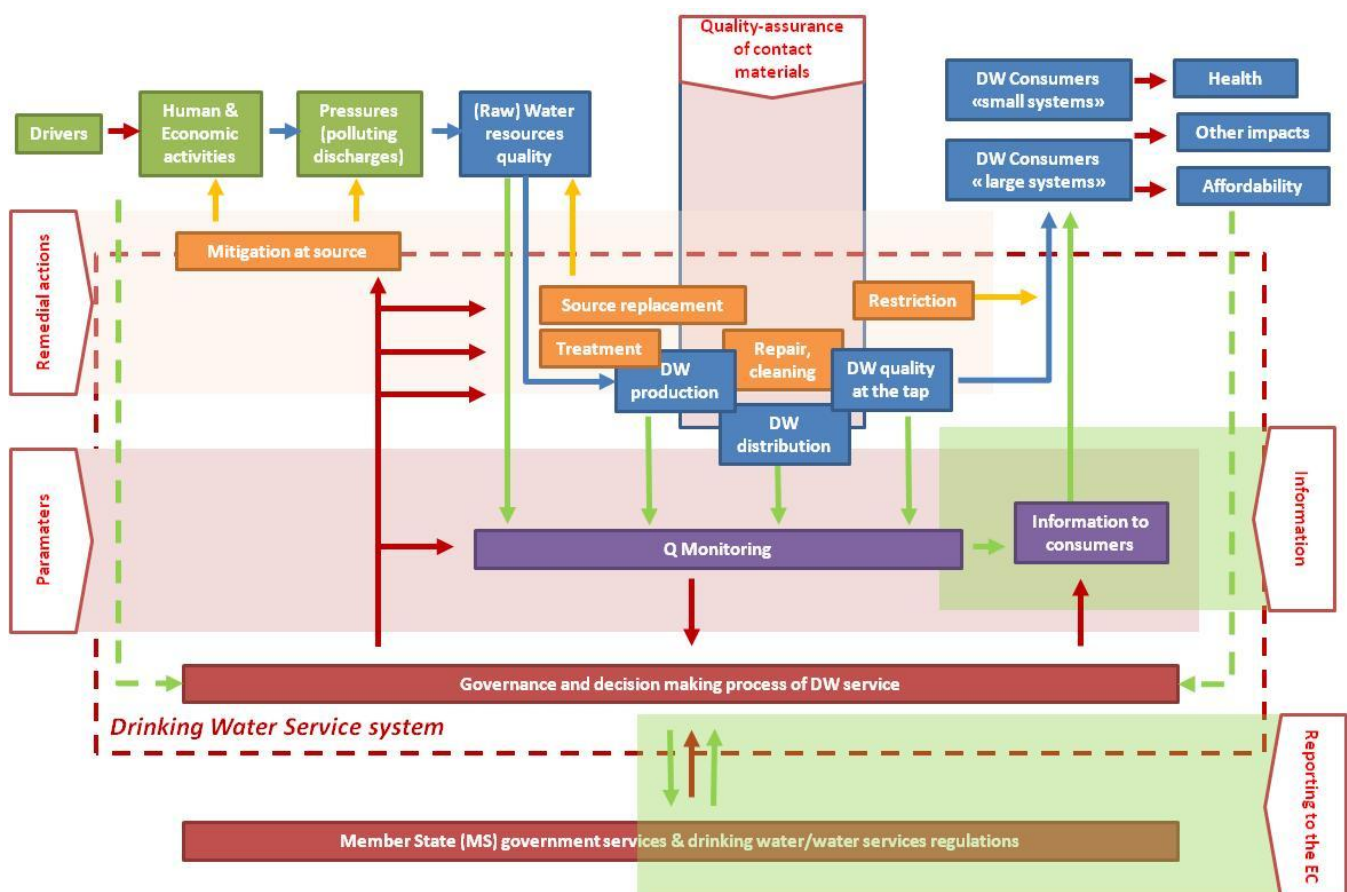 Quality-assurance
of contact
materials
Drivers
Human &
Economic
activities
Pressures
(polluting
discharges)
(Raw) Water
resources
quality
DW Consumers
«small systems»
Health
DW Consumers
«large systems»
Other impacts
Affordability
Remedial actions
Mitigation at source
Source replacement
Restriction
Treatment
Repair,
cleaning
DW
production
DW quality
at the tap
DW
distribution
Paramaters
Q Monitoring
Information to
consumers
Information
Governance and decision making process of DW service
Drinking Water Service system
Member State (MS) government services & drinking water/water services regulations
Reporting to the EC